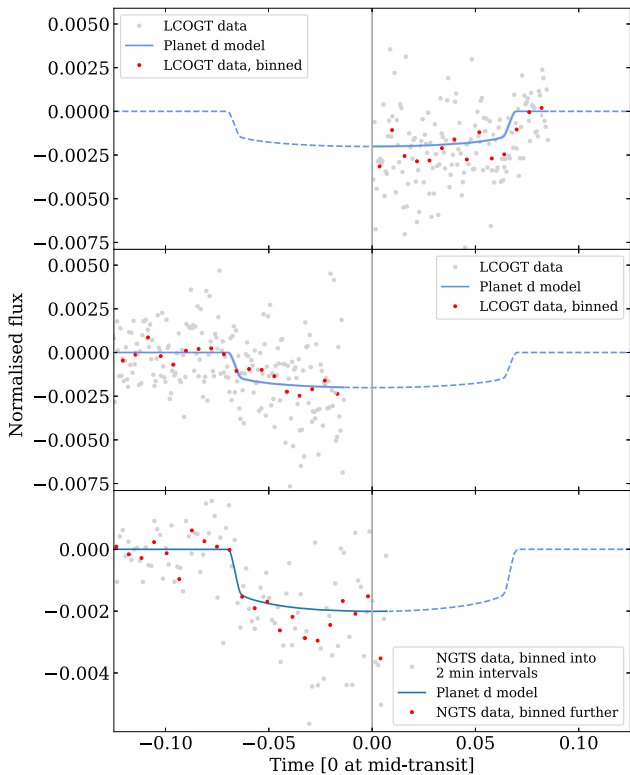 0.0050
0.0025
0.0000
−0.0025
−0.0050
−0.0075
LCOGT data
Planet d model
LCOGT data, binned
0.0050
0.0025
0.0000
−0.0025
−0.0050
−0.0075
LCOGT data
Planet d model
LCOGT data, binned
Normalised flux
0.000
−0.002
−0.004
NGTS data, binned into
2 min intervals
Planet d model
NGTS data, binned further
−0.10
−0.05
0.00
0.05
0.10
Time [0 at mid-transit]